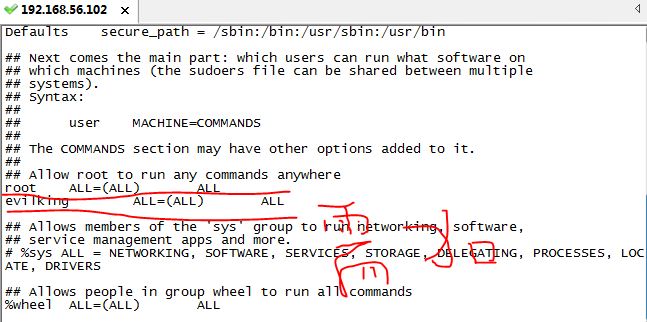 192.168.56.102
Defaults    secure_path = /sbin:/bin:/usr/sbin:/usr/bin
## Next comes the main part: which users can run what software on
## which machines (the sudoers file can be shared between multiple
## systems).
## Syntax:
##
##      user    MACHINE=COMMANDS
##
## The COMMANDS section may have other options added to it.
##
## Allow root to run any commands anywhere
root    ALL=(ALL)       ALL
evilking        ALL=(ALL)       ALL
## Allows members of the 'sys' group to run networking, software,
## service management apps and more.
# %sys ALL = NETWORKING, SOFTWARE, SERVICES, STORAGE, DELEGATING, PROCESSES, LOC
ATE, DRIVERS
## Allows people in group wheel to run all commands
%wheel  ALL=(ALL)       ALL